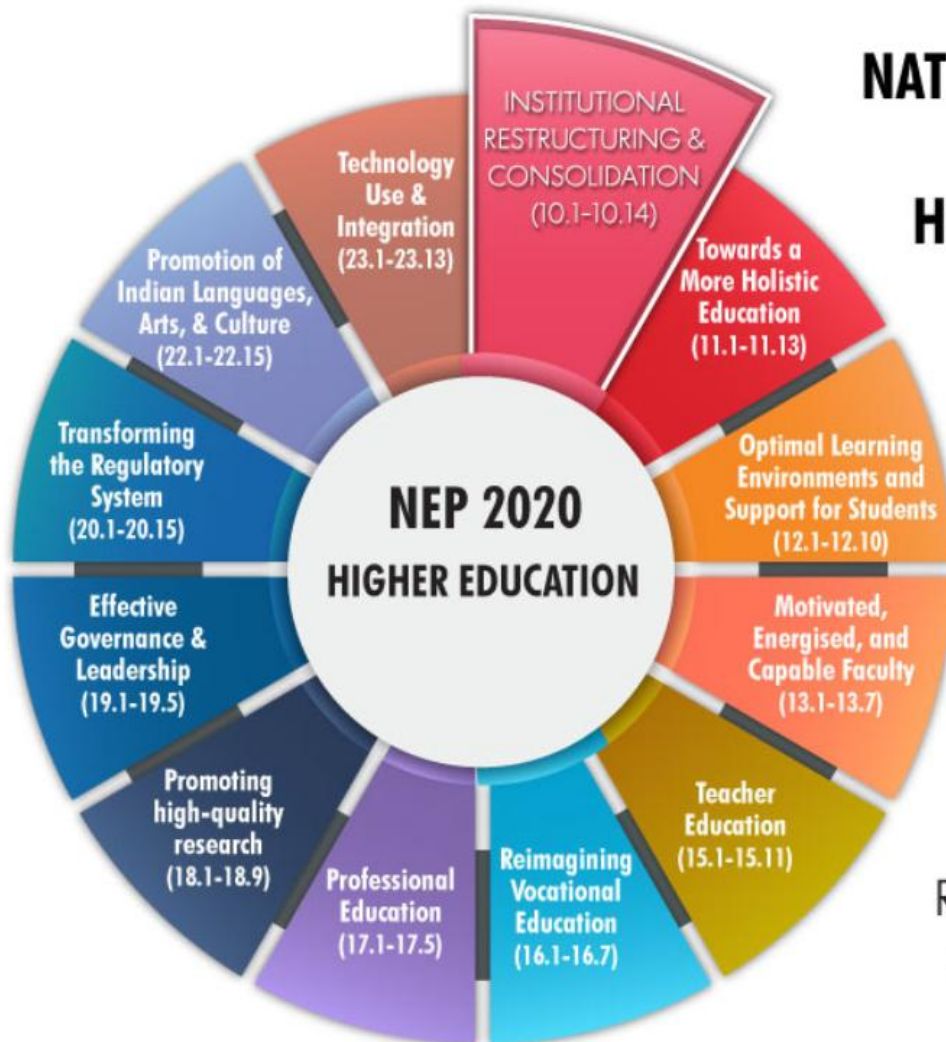 NAT
H
R
NEP 2020
HIGHER EDUCATION
INSTITUTIONAL
RESTRUCTURING &
CONSOLIDATION
(10.1-10.14)
Towards a
More Holistic
Education
(11.1-11.13)
Optimal Learning
Environments and
Support for Students
(12.1-12.10)
Motivated,
Energised, and
Capable Faculty
(13.1-13.7)
Teacher
Education
(15.1-15.11)
Reimagining
Vocational
Education
(16.1-16.7)
Professional
Education
(17.1-17.5)
Promoting
high-quality
research
(18.1-18.9)
Effective
Governance &
Leadership
(19.1-19.5)
Transforming
the Regulatory
System
(20.1-20.15)
Promotion of
Indian Languages,
Arts, & Culture
(22.1-22.15)
Technology
Use &
Integration
(23.1-23.13)